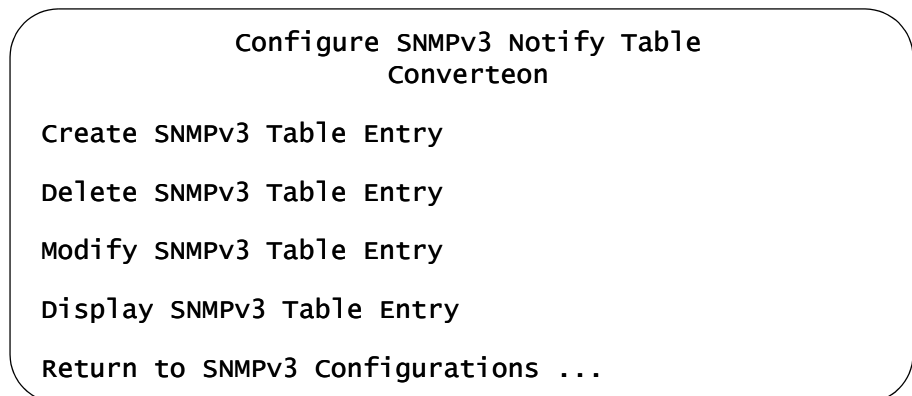 Configure SNMPv3 Notify Table
Converteon
Create SNMPv3 Table Entry
Delete SNMPv3 Table Entry
Modify SNMPv3 Table Entry
Display SNMPv3 Table Entry
Return to SNMPv3 Configurations ...